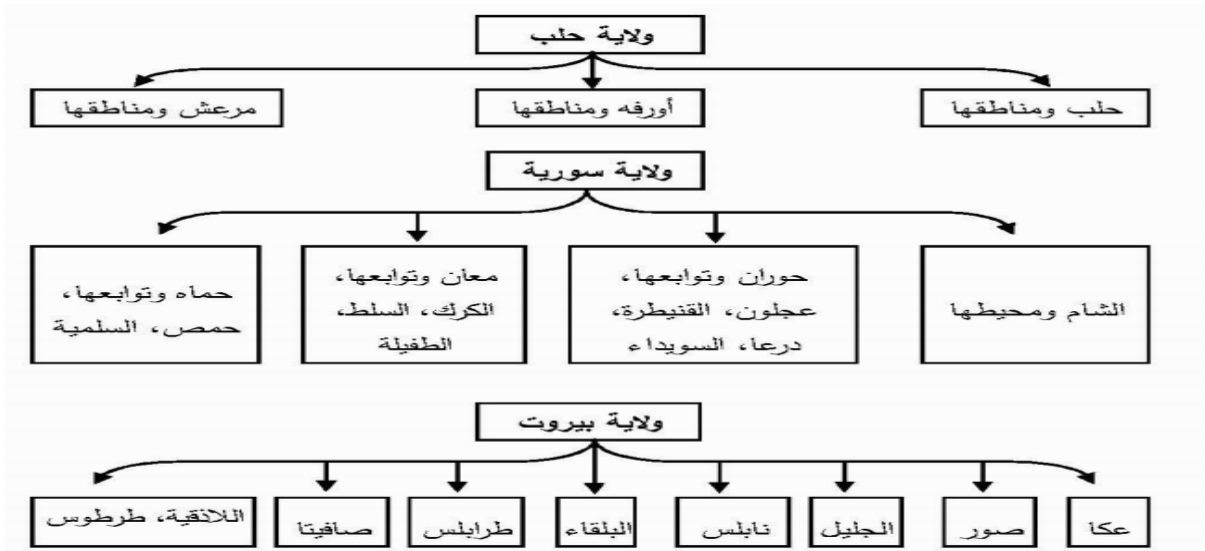 ولاية حلب
حلب ومناطقها
أورفه ومناطقها
مرعش ومناطقها
ولاية سورية
الشام ومحيطها
حوران وتوابعها،
عجلون، القنيطرة،
درعا، السويداء
معان وتوابعها،
الكرك، السلط،
الطفيلة
حماه وتوابعها،
حمص، السلمية
ولاية بيروت
عكا
صور
الجليل
نابلس
البلقاء
طرابلس
صافيتا
اللاذقية، طرطوس